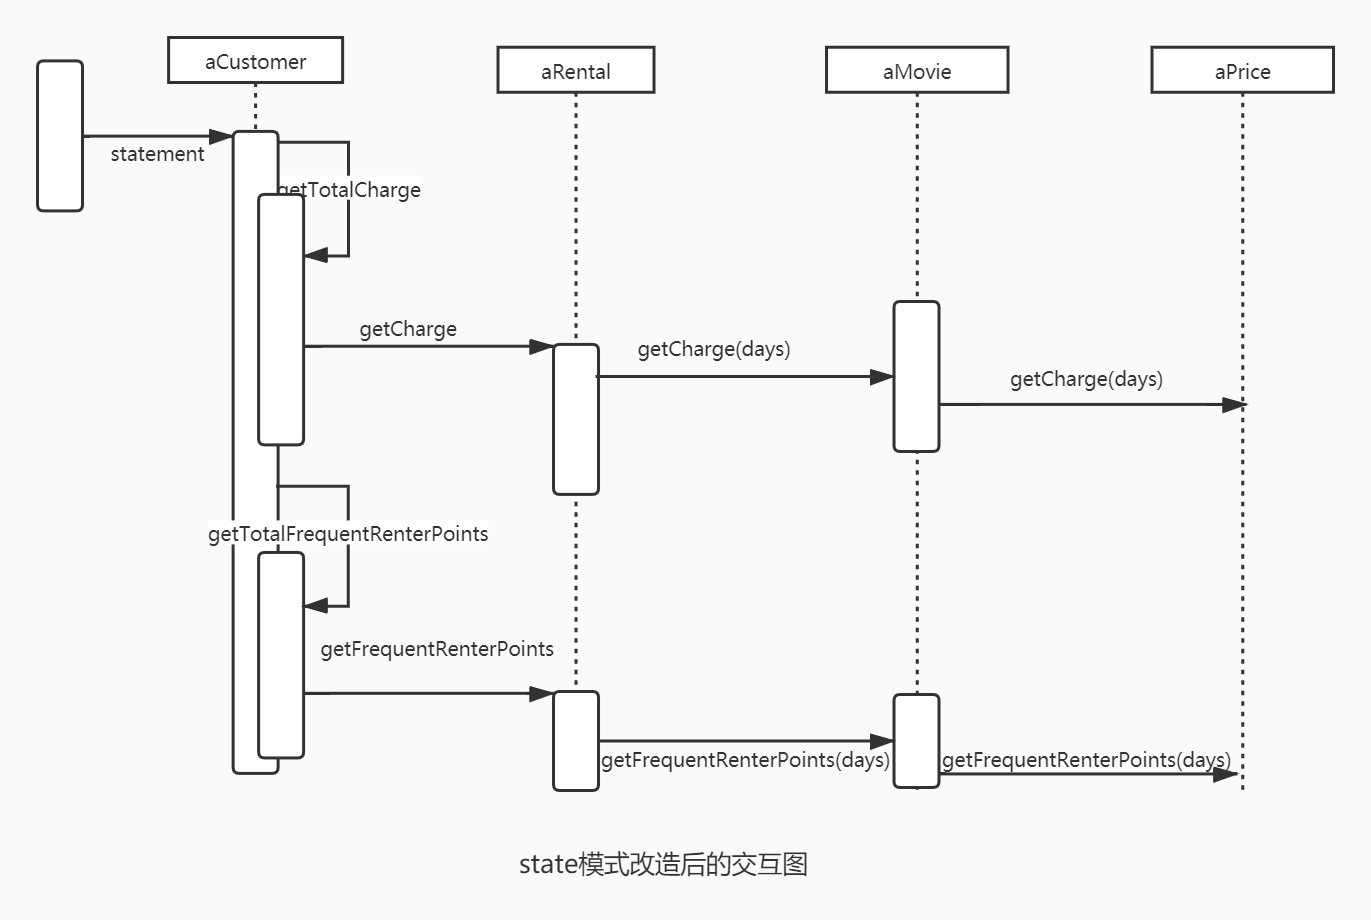 aCustomer
aRental
aMovie
aPrice
statement
getTotalCharge
getCharge
getCharge(days)
getCharge(days)
getTotalFrequentRenterPoints
getFrequentRenterPoints
getFrequentRenterPoints(days)
getFrequentRenterPoints(days)
state模式改造后的交互图